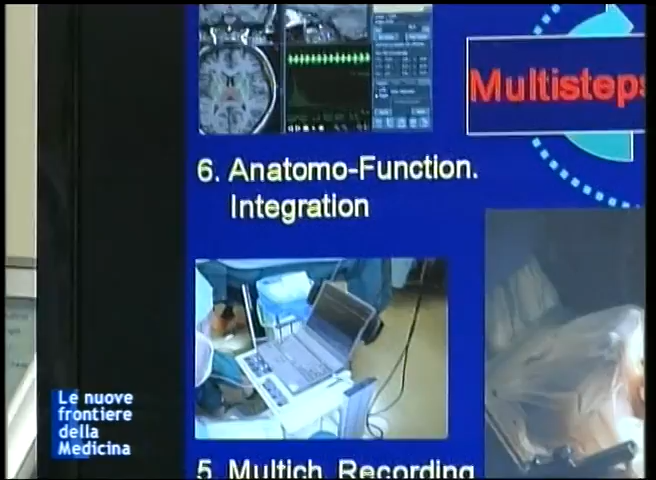 Multisteps
6. Anatomo-Function.
Integration
5. Multich. Recording
Le nuove
frontiere
della
Medicina